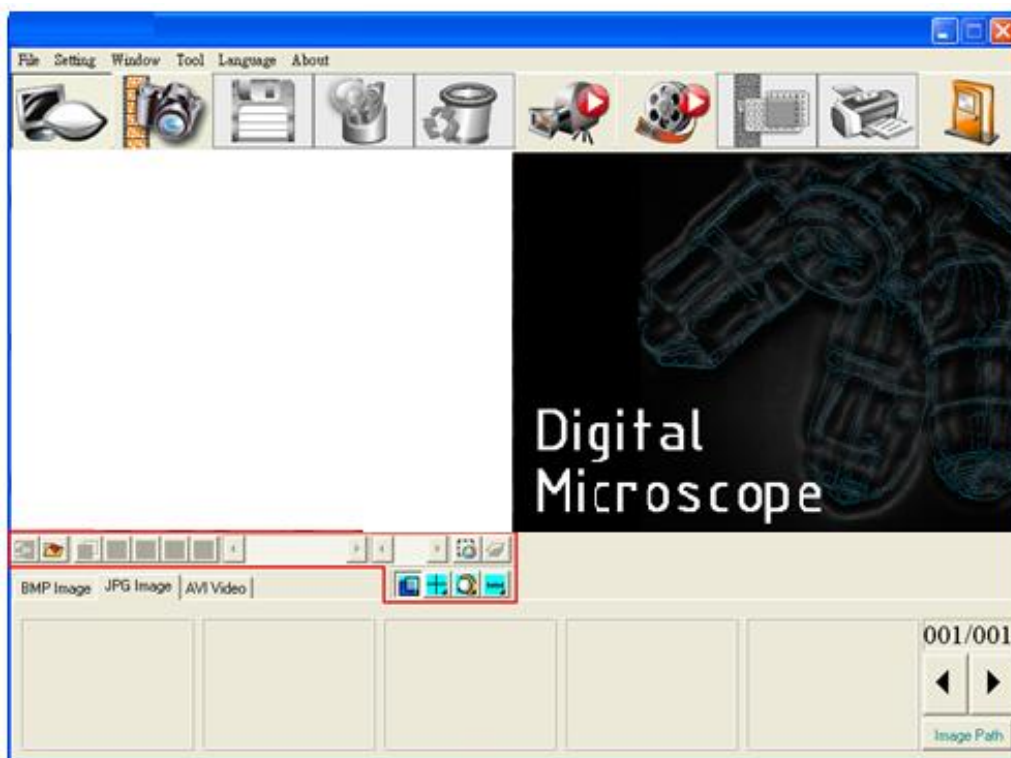 File Setting Window Tool Language About
Digital
Microscope
BMP Image JPG Image AVI Video
001/001
Image Path